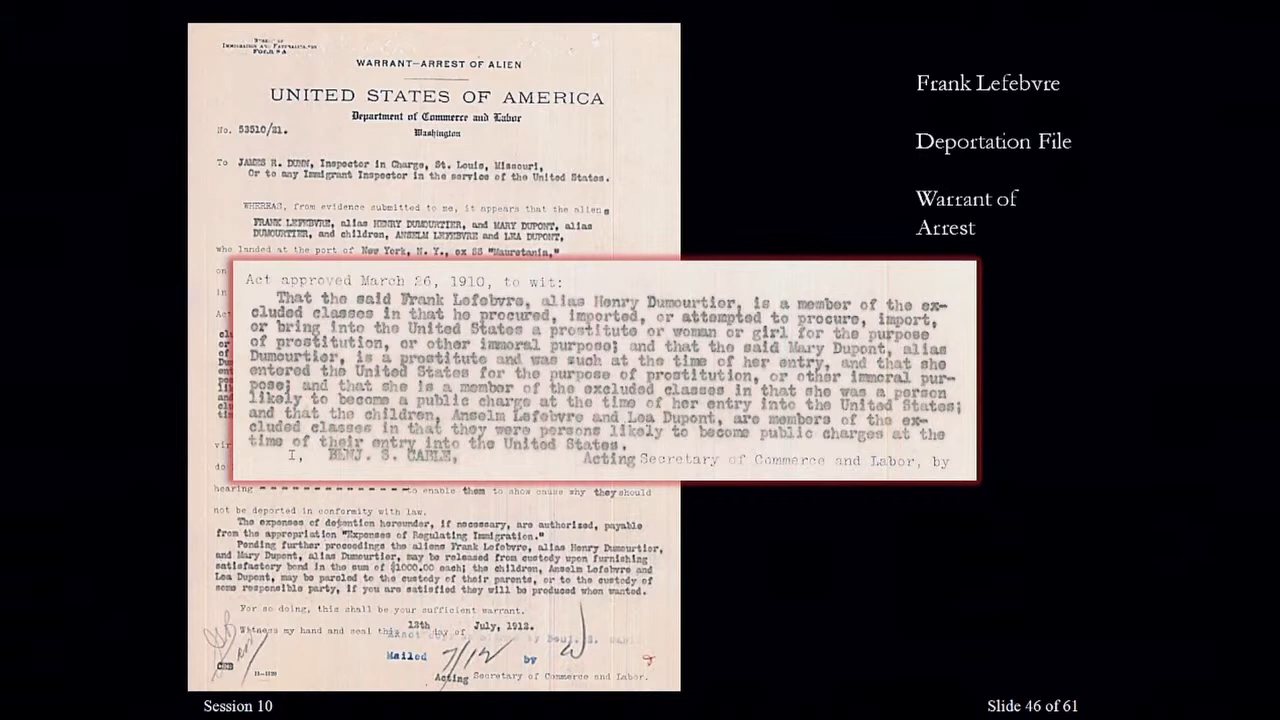 BUREAU OF
IMMIGRATION AND NATURALIZATION
FORM 8 A
WARRANT—ARREST OF ALIEN
UNITED STATES OF AMERICA
Department of Commerce and Labor
Washington
No. 53510/21.
To JAMES R. DUNN, Inspector in Charge, St. Louis, Missouri,
Or to any Immigrant Inspector in the service of the United States.
WHEREAS, from evidence submitted to me, it appears that the aliens
FRANK LEFEBVRE, alias HENRY DUMOURTIER, and MARY DUPONT, alias
DUMOURTIER, and children, ANSELM LEFEBVRE and LEA DUPONT,
who landed at the port of New York, N. Y., ex SS "Mauretania,"
on
in
Act approved March 26, 1910, to wit:
That the said Frank Lefebvre, alias Henry Dumourtier, is a member of the ex-
cluded classes in that he procured, imported, or attempted to procure, import,
or bring into the United States a prostitute or woman or girl for the purpose
of prostitution, or other immoral purpose; and that the said Mary Dupont, alias
Dumourtier, is a prostitute and was such at the time of her entry, and that she
entered the United States for the purpose of prostitution, or other immoral pur-
pose; and that she is a member of the excluded classes in that she was a person
likely to become a public charge at the time of her entry into the United States;
and that the children, Anselm Lefebvre and Lea Dupont, are members of the ex-
cluded classes in that they were persons likely to become public charges at the
time of their entry into the United States.
I, BENJ. S. CABLE, Acting Secretary of Commerce and Labor, by
hearing - - - - - - - - - - - - - - - to enable them to show cause why they should
not be deported in conformity with law.
The expenses of detention hereunder, if necessary, are authorized, payable
from the appropriation "Expenses of Regulating Immigration."
Pending further proceedings the aliens Frank Lefebvre, alias Henry Dumourtier,
and Mary Dupont, alias Dumourtier, may be released from custody upon furnishing
satisfactory bond in the sum of $1000.00 each; the children, Anselm Lefebvre and
Lea Dupont, may be paroled to the custody of their parents, or to the custody of
some responsible party, if you are satisfied they will be produced when wanted.
For so doing, this shall be your sufficient warrant.
Witness my hand and seal this 12th day of July, 1912.
Mailed 7/12 by W
Acting Secretary of Commerce and Labor.
Frank Lefebvre
Deportation File
Warrant of
Arrest
Session 10
Slide 46 of 61